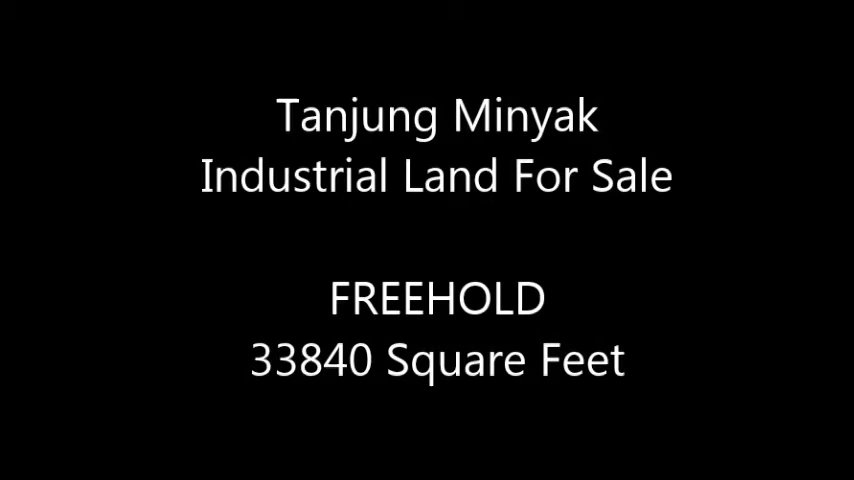 Tanjung Minyak
Industrial Land For Sale
FREEHOLD
33840 Square Feet